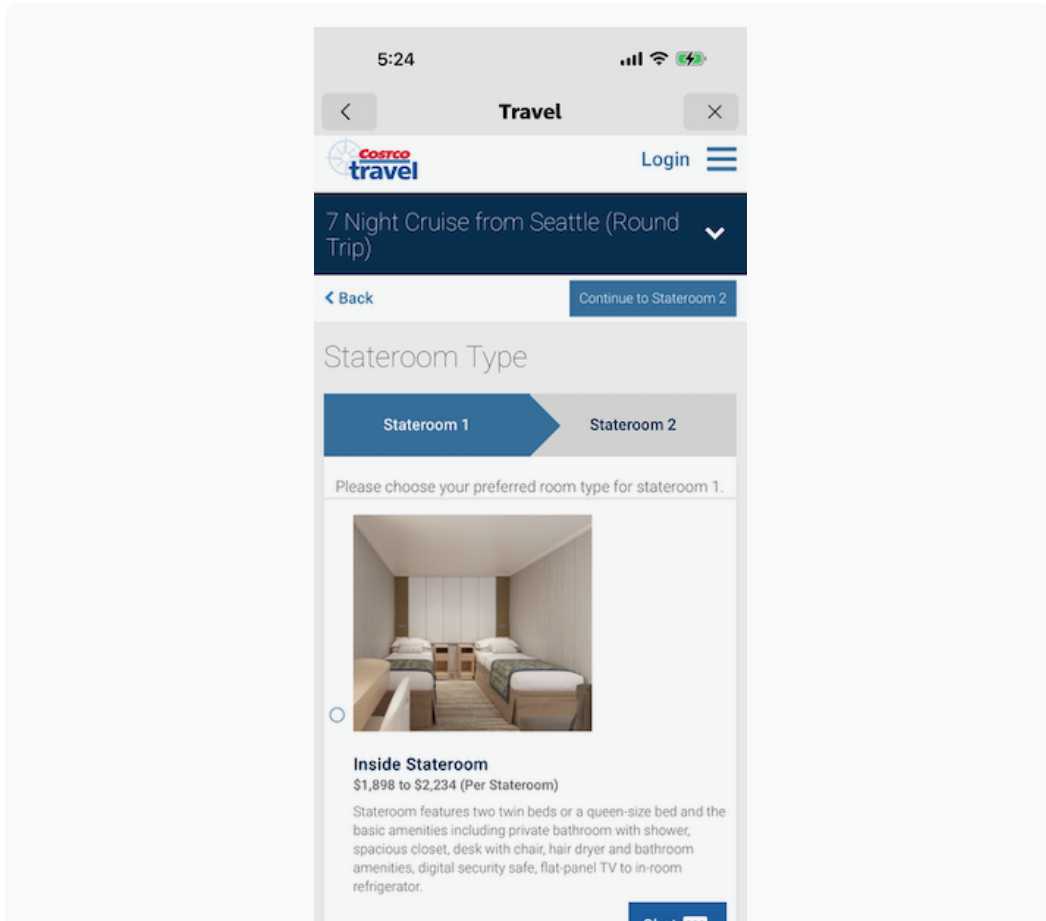 5:24
Travel
COSTCO
travel
Login
7 Night Cruise from Seattle (Round
Trip)
Back
Continue to Stateroom 2
Stateroom Type
Stateroom 1
Stateroom 2
Please choose your preferred room type for stateroom 1.
Inside Stateroom
$1,898 to $2,234 (Per Stateroom)
Stateroom features two twin beds or a queen-size bed and the
basic amenities including private bathroom with shower,
spacious closet, desk with chair, hair dryer and bathroom
amenities, digital security safe, flat-panel TV to in-room
refrigerator.